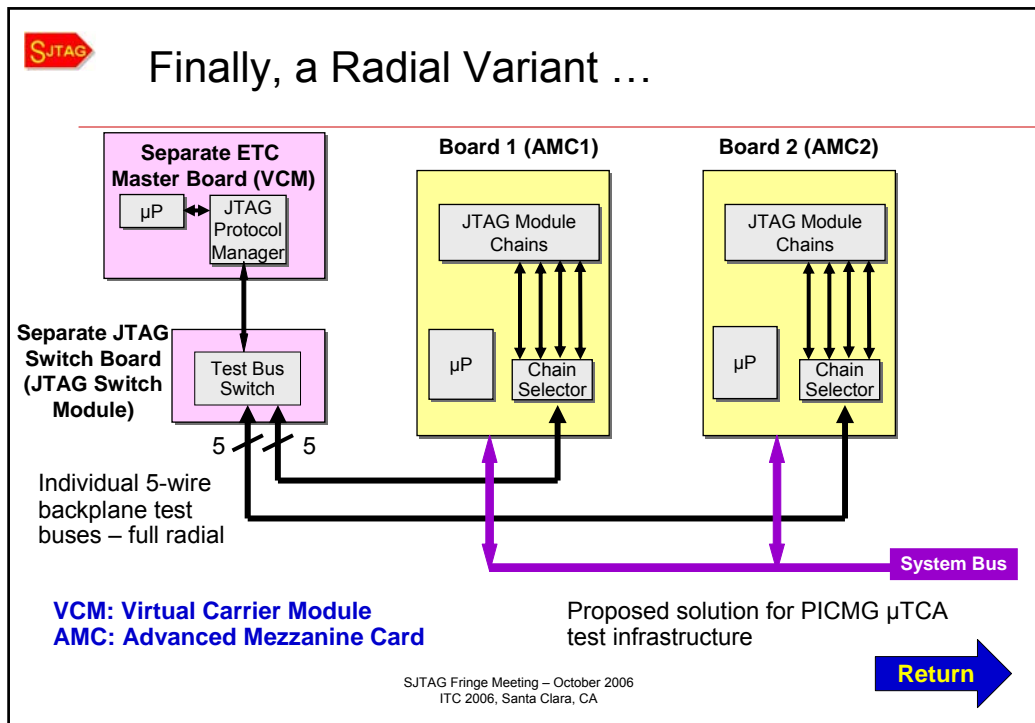 SJTAG
Finally, a Radial Variant …
Separate ETC
Master Board (VCM)
µP
JTAG
Protocol
Manager
Separate JTAG
Switch Board
(JTAG Switch
Module)
Test Bus
Switch
5
5
Individual 5-wire
backplane test
buses – full radial
Board 1 (AMC1)
JTAG Module
Chains
µP
Chain
Selector
Board 2 (AMC2)
JTAG Module
Chains
µP
Chain
Selector
System Bus
VCM: Virtual Carrier Module
AMC: Advanced Mezzanine Card
Proposed solution for PICMG µTCA
test infrastructure
Return
SJTAG Fringe Meeting – October 2006
ITC 2006, Santa Clara, CA